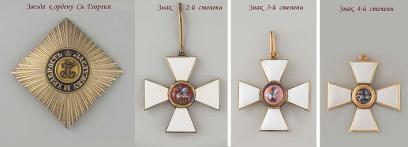 Звезда к ордену Св. Георгия
Знак 2-й степени
Знак 3-й степени
Знак 4-й степени